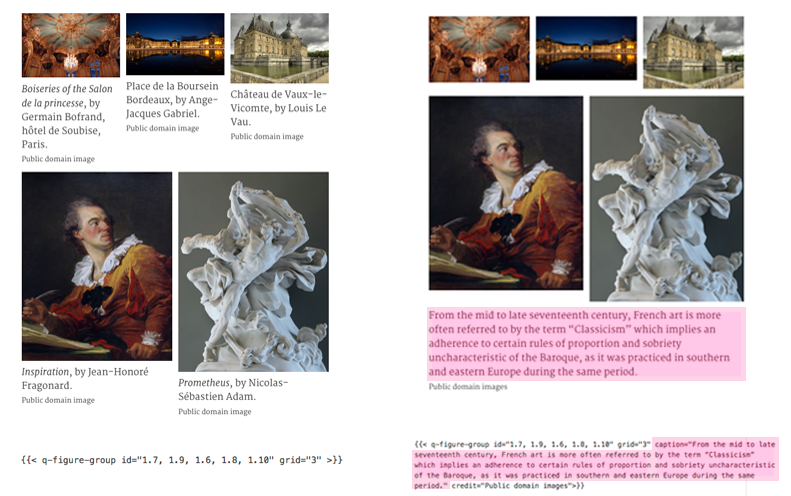 Boiseries of the Salon
de la princesse, by
Germain Bofrand,
hôtel de Soubise,
Paris.
Public domain image
Place de la Boursein
Bordeaux, by Ange-
Jacques Gabriel.
Public domain image
Château de Vaux-le-
Vicomte, by Louis Le
Vau.
Public domain image
Inspiration, by Jean-Honoré
Fragonard.
Public domain image
Prometheus, by Nicolas-
Sébastien Adam.
Public domain image
{{< q-figure-group id="1.7, 1.9, 1.6, 1.8, 1.10" grid="3" >}}
From the mid to late seventeenth century, French art is more
often referred to by the term “Classicism” which implies an
adherence to certain rules of proportion and sobriety
uncharacteristic of the Baroque, as it was practiced in southern
and eastern Europe during the same period.
Public domain images
{{< q-figure-group id="1.7, 1.9, 1.6, 1.8, 1.10" grid="3" caption="From the mid to late
seventeenth century, French art is more often referred to by the term “Classicism”
which implies an adherence to certain rules of proportion and sobriety uncharacteristic
of the Baroque, as it was practiced in southern and eastern Europe during the same
period." credit="Public domain images">}}